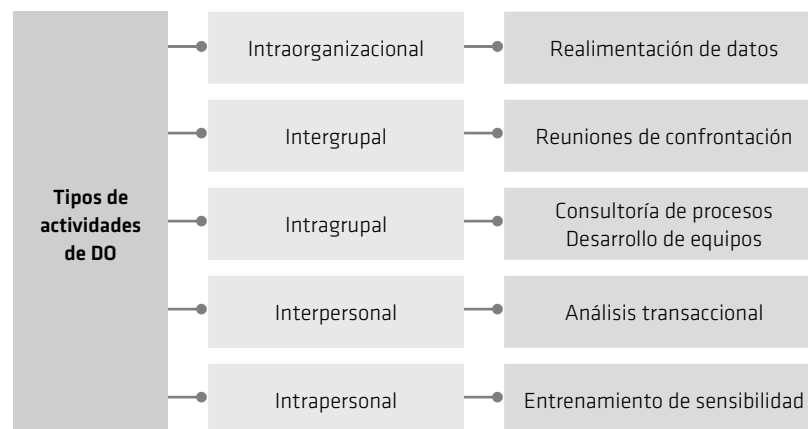 Tipos de
actividades
de DO
Intraorganizacional
Realimentación de datos
Intergrupal
Reuniones de confrontación
Intragrupal
Consultoría de procesos
Desarrollo de equipos
Interpersonal
Análisis transaccional
Intrapersonal
Entrenamiento de sensibilidad